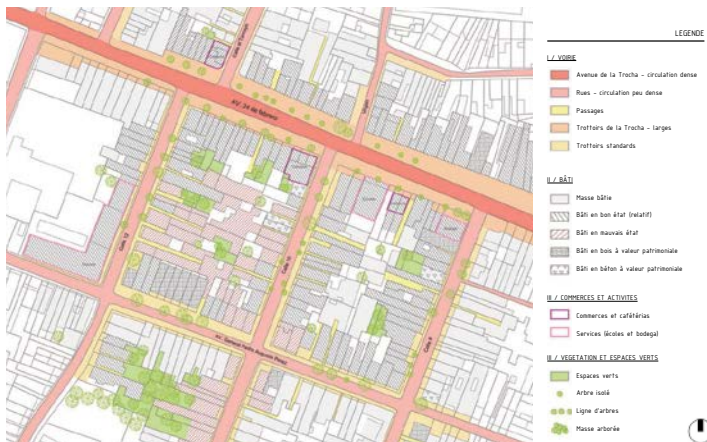 AV. 24 de febrero
Calle 12
Calle 11
Calle 9
LEGENDE
I / VOIRIE
Avenue de la Trocha - circulation dense
Rues - circulation peu dense
Passages
Trottoirs de la Trocha - larges
Trottoirs standards
II / BÂTI
Masse bâtie
Bâti en bon état (relatif)
Bâti en mauvais état
Bâti en bois à valeur patrimoniale
Bâti en béton à valeur patrimoniale
III / COMMERCES ET ACTIVITES
Commerces et cafétérias
Services (écoles et bodega)
III / VEGETATION ET ESPACES VERTS
Espaces verts
Arbre isolé
Ligne d'arbres
Masse arborée